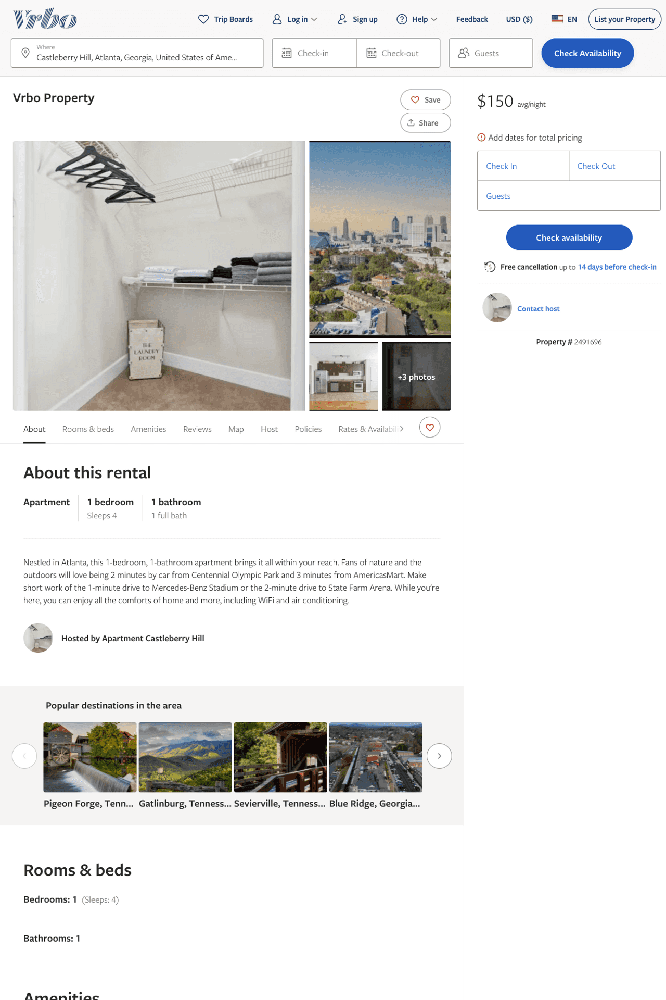 Vrbo
Trip Boards
Log in
Sign up
Help
Feedback
USD ($)
EN
List your Property
Where
Castleberry Hill, Atlanta, Georgia, United States of Ame...
Check-in
Check-out
Guests
Check Availability
Vrbo Property
Save
Share
THE
LAUNDRY
ROOM
+3 photos
$150 avg/night
Add dates for total pricing
Check In
Check Out
Guests
Check availability
Free cancellation up to 14 days before check-in
Contact host
Property # 2491696
About
Rooms & beds
Amenities
Reviews
Map
Host
Policies
Rates & Availabili
About this rental
Apartment
1 bedroom
Sleeps 4
1 bathroom
1 full bath
Nestled in Atlanta, this 1-bedroom, 1-bathroom apartment brings it all within your reach. Fans of nature and the
outdoors will love being 2 minutes by car from Centennial Olympic Park and 3 minutes from AmericasMart. Make
short work of the 1-minute drive to Mercedes-Benz Stadium or the 2-minute drive to State Farm Arena. While you're
here, you can enjoy all the comforts of home and more, including WiFi and air conditioning.
Hosted by Apartment Castleberry Hill
Popular destinations in the area
Pigeon Forge, Tenn...
Gatlinburg, Tenness...
Sevierville, Tenness...
Blue Ridge, Georgia...
Rooms & beds
Bedrooms: 1 (Sleeps: 4)
Bathrooms: 1
Amenities